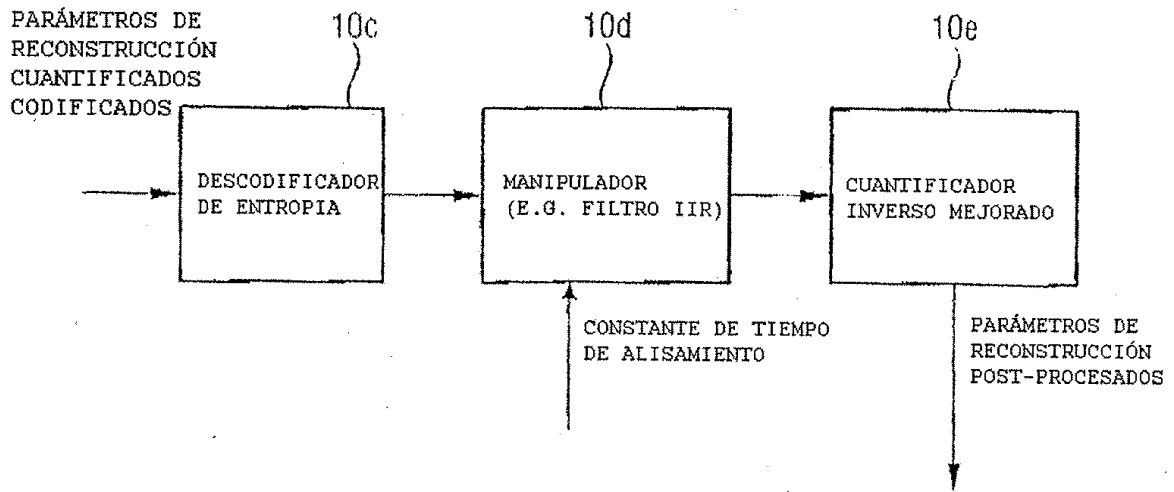 PARÁMETROS DE
RECONSTRUCCIÓN
CUANTIFICADOS
CODIFICADOS
10c
10d
10e
DESCODIFICADOR
DE ENTROPIA
MANIPULADOR
(E.G. FILTRO IIR)
CUANTIFICADOR
INVERSO MEJORADO
CONSTANTE DE TIEMPO
DE ALISAMIENTO
PARÁMETROS DE
RECONSTRUCCIÓN
POST-PROCESADOS